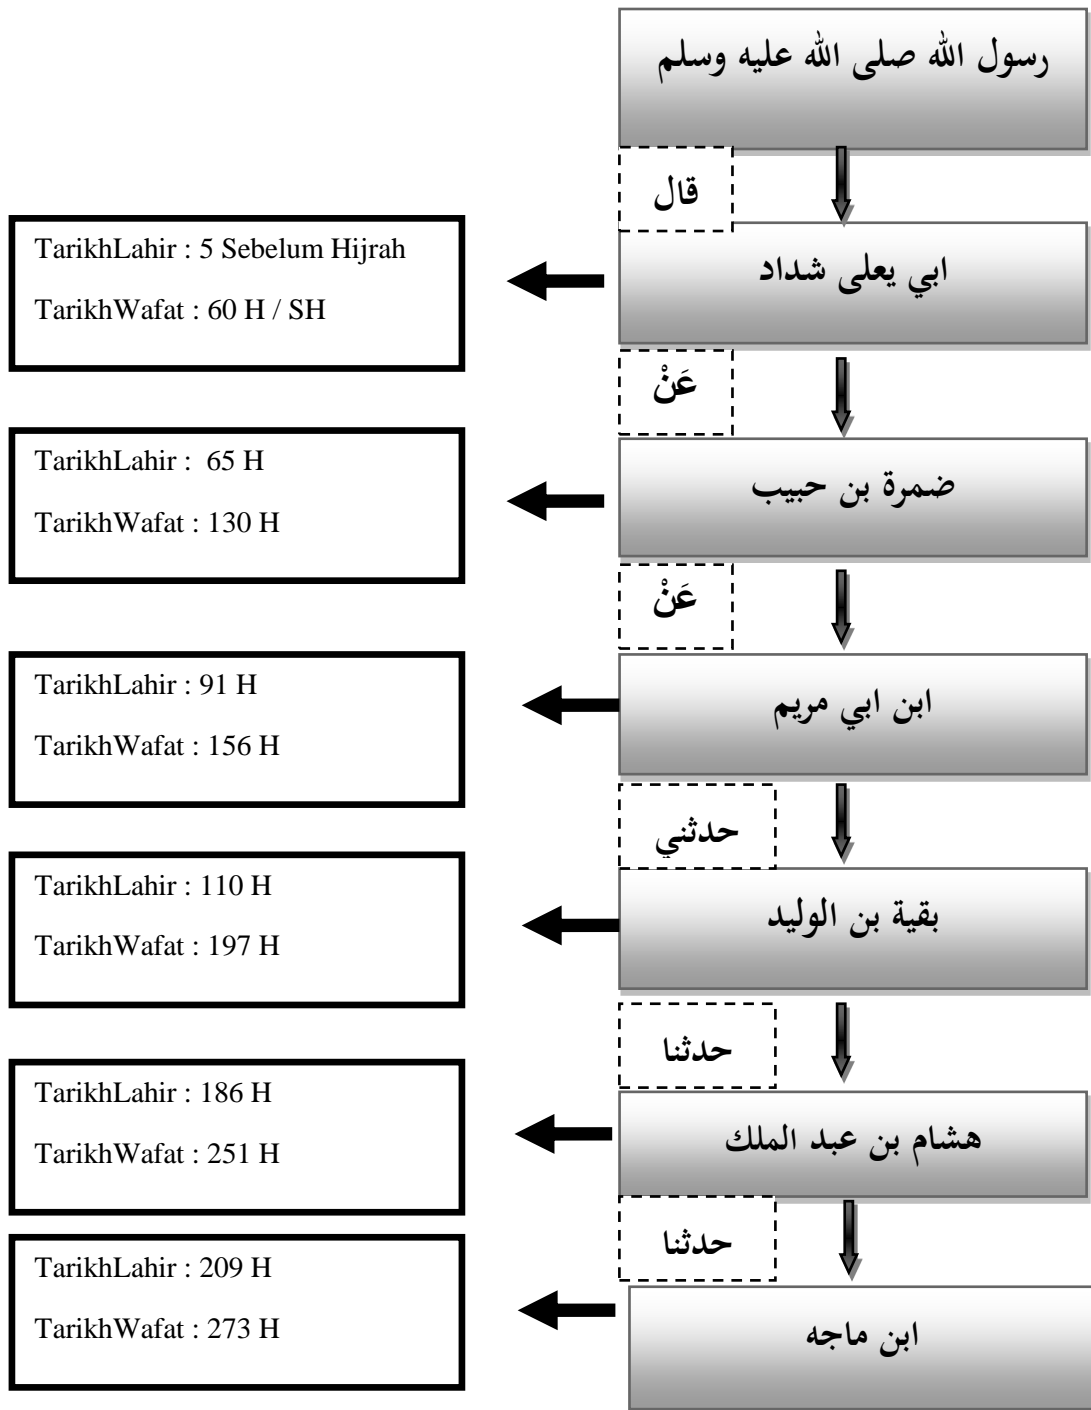 رسول الله صلى الله عليه وسلم
قال
ابي يعلى شداد
TarikhLahir : 5 Sebelum Hijrah
TarikhWafat : 60 H / SH
عَنْ
ضمرة بن حبيب
TarikhLahir : 65 H
TarikhWafat : 130 H
عَنْ
ابن ابي مريم
TarikhLahir : 91 H
TarikhWafat : 156 H
حدثني
بقية بن الوليد
TarikhLahir : 110 H
TarikhWafat : 197 H
حدثنا
هشام بن عبد الملك
TarikhLahir : 186 H
TarikhWafat : 251 H
حدثنا
ابن ماجه
TarikhLahir : 209 H
TarikhWafat : 273 H